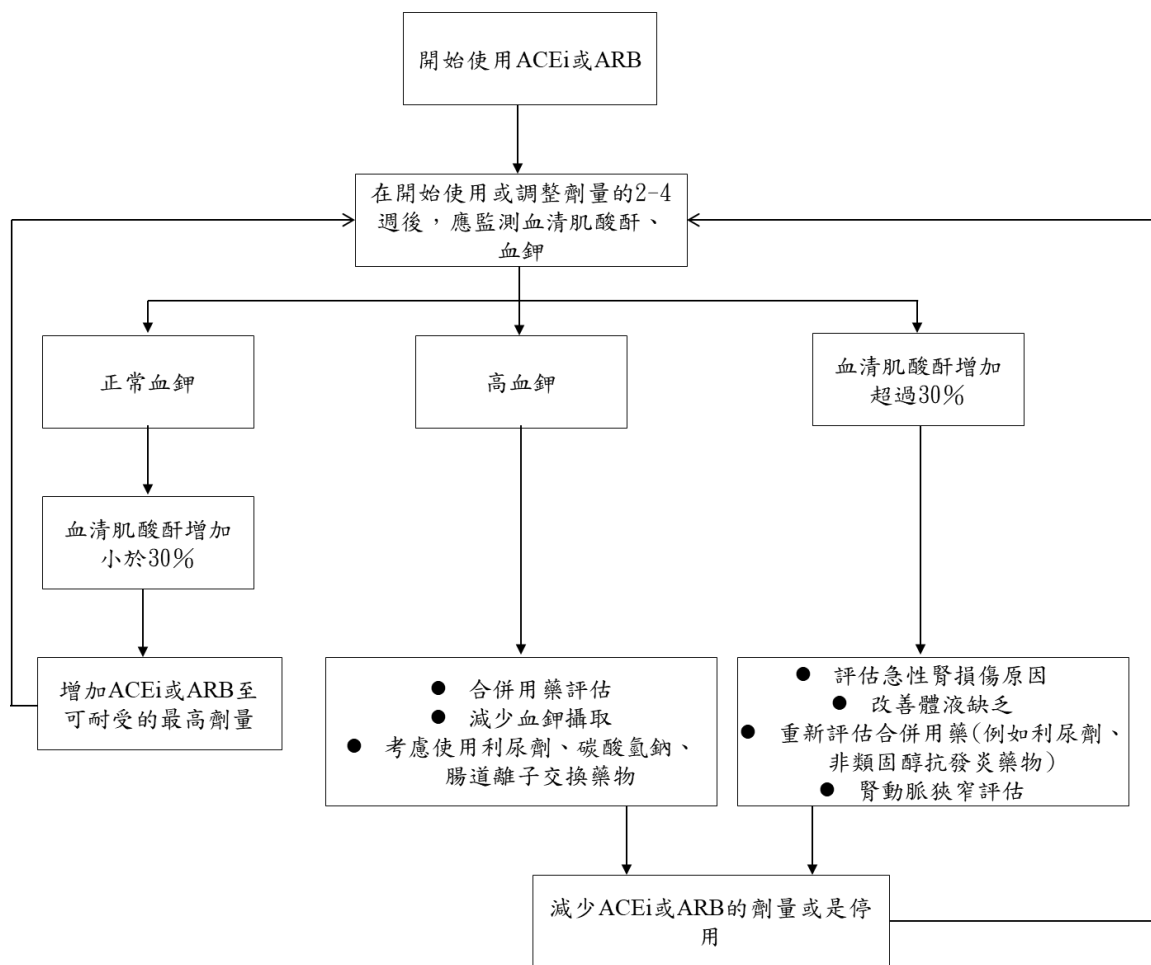 開始使用ACEi或ARB
在開始使用或調整劑量的2-4
週後，應監測血清肌酸酐、
血鉀
正常血鉀
高血鉀
血清肌酸酐增加
超過30%
血清肌酸酐增加
小於30%
增加ACEi或ARB至
可耐受的最高劑量
● 合併用藥評估
● 減少血鉀攝取
● 考慮使用利尿劑、碳酸氫鈉、
腸道離子交換藥物
● 評估急性腎損傷原因
● 改善體液缺乏
● 重新評估合併用藥(例如利尿劑、
非類固醇抗發炎藥物)
● 腎動脈狹窄評估
減少ACEi或ARB的劑量或是停
用